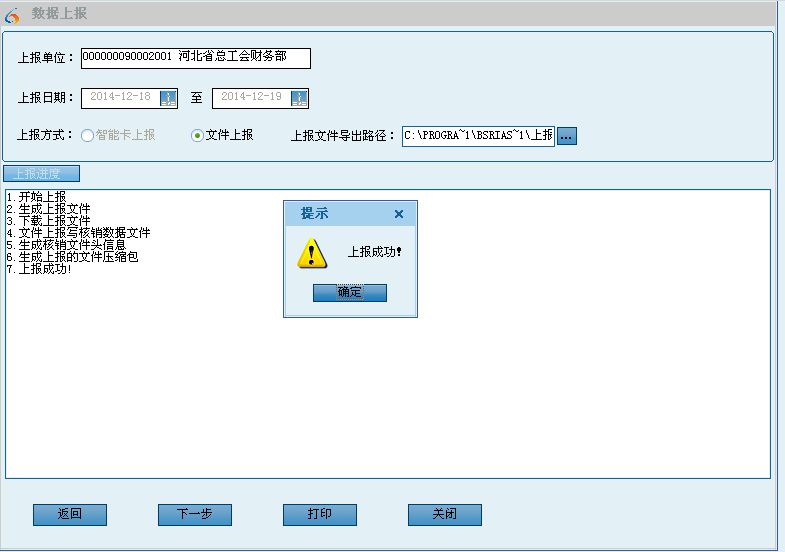 数据上报
上报单位： 000000090002001 河北省总工会财务部
上报日期： 2014-12-18 至 2014-12-19
上报方式： 智能卡上报 文件上报 上报文件导出路径： C:\PROGRA~1\BSRIAS~1\上报 ...
上报进度
1.开始上报
2.生成上报文件
3.下载上报文件
4.文件上报写核销数据文件
5.生成核销文件头信息
6.生成上报的文件压缩包
7.上报成功!
提示
上报成功!
确定
返回 下一步 打印 关闭